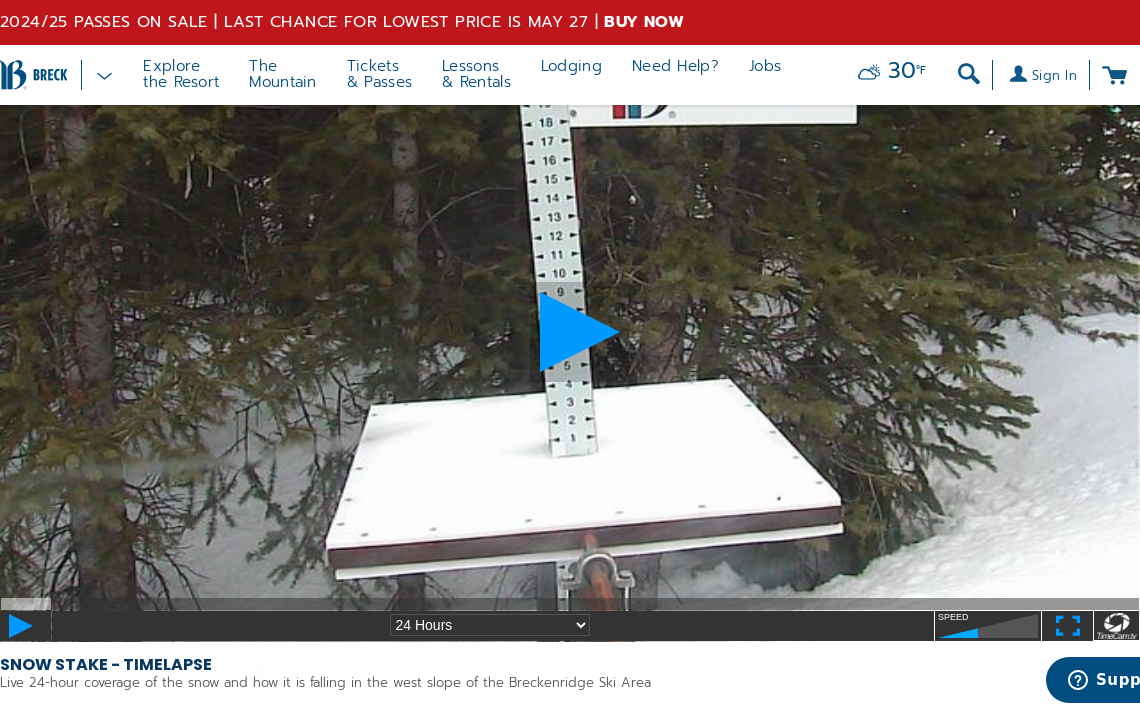 2024/25 PASSES ON SALE | LAST CHANCE FOR LOWEST PRICE IS MAY 27 | BUY NOW
B BRECK
Explore
the Resort
The
Mountain
Tickets
& Passes
Lessons
& Rentals
Lodging
Need Help?
Jobs
30°F
Sign In
18
17
16
15
14
13
12
11
10
9
5
4
3
2
1
24 Hours
SPEED
TimeCam.tv
SNOW STAKE - TIMELAPSE
Live 24-hour coverage of the snow and how it is falling in the west slope of the Breckenridge Ski Area
Supp